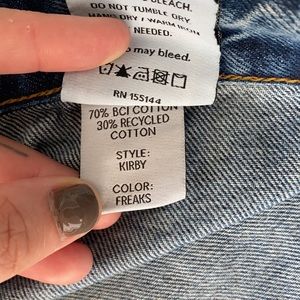 BLEACH.
DO NOT TUMBLE DRY.
HANG DRY / WARM IRON
NEEDED.
may bleed.
RN 155144
70% BCI COTTON
30% RECYCLED
COTTON
STYLE:
KIRBY
COLOR:
FREAKS